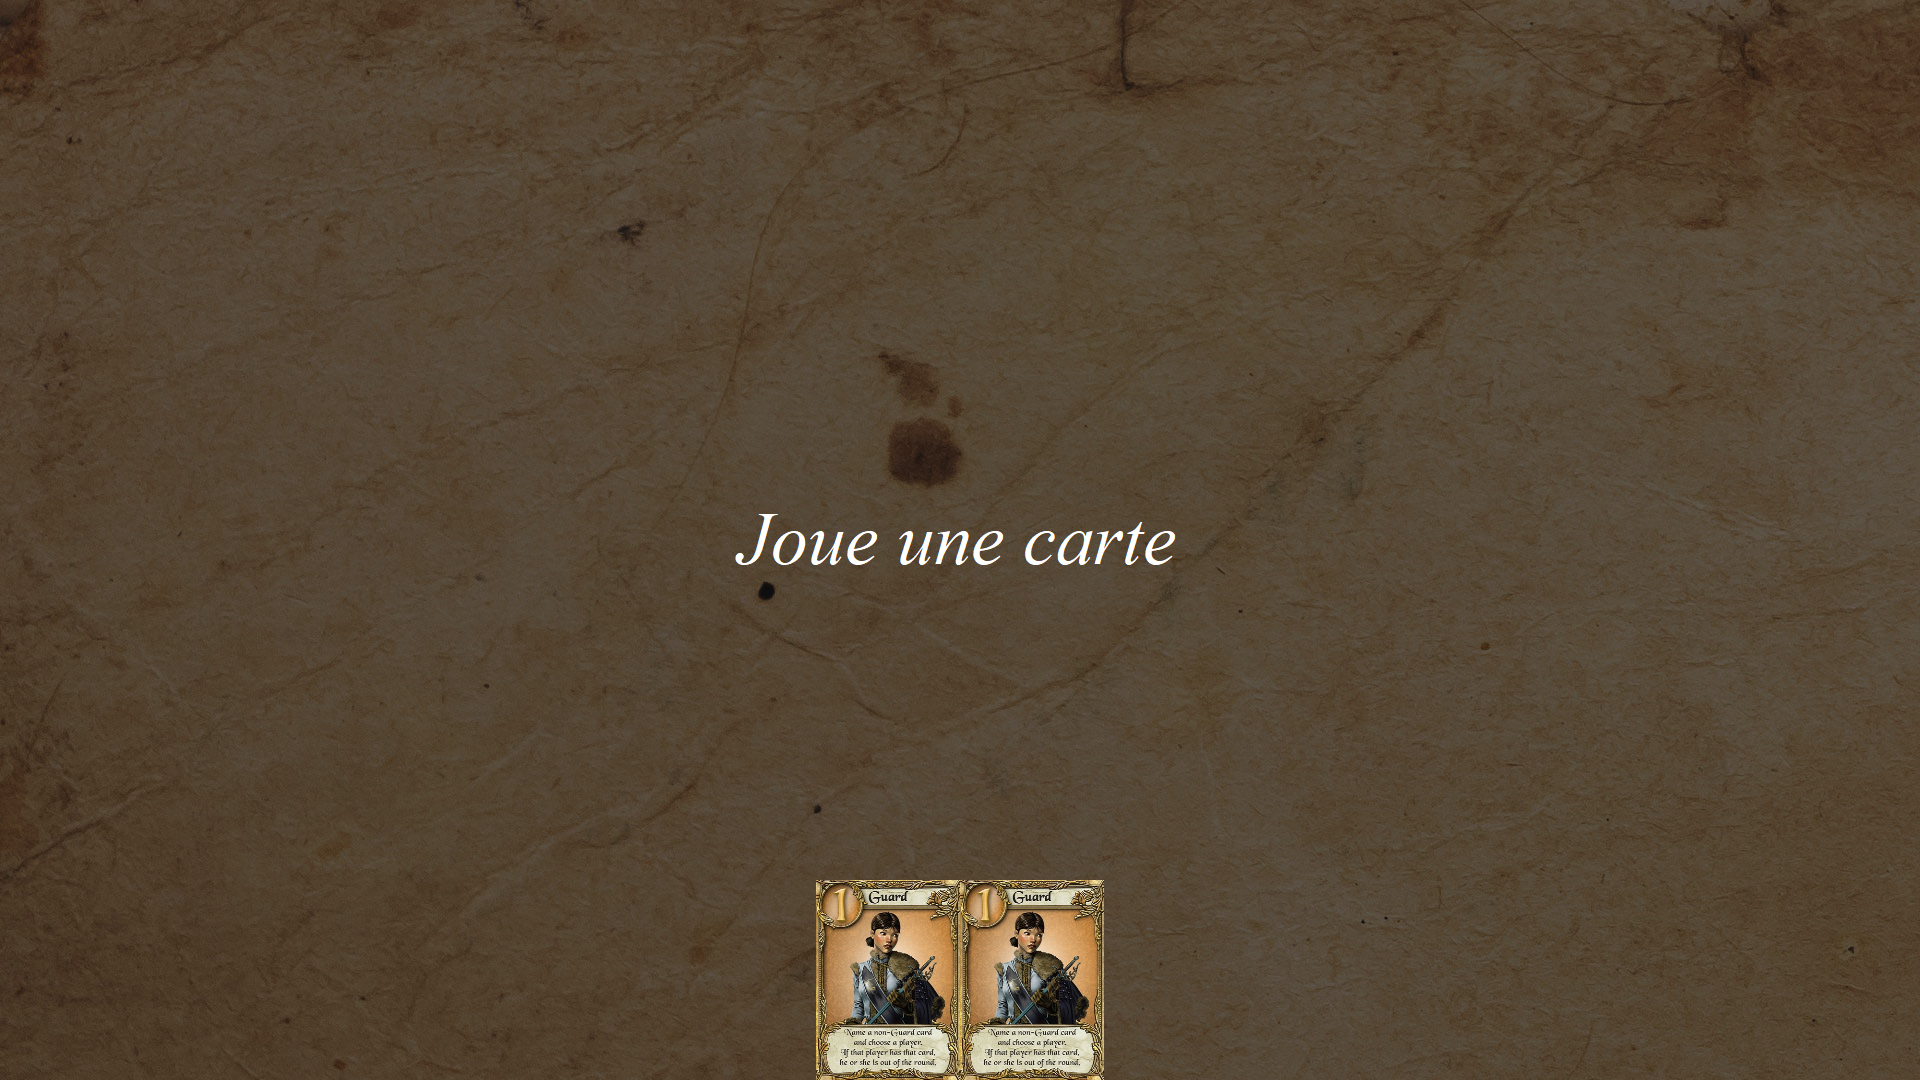 Joue une carte
1 Guard
Name a non-Guard card
and choose a player.
If that player has that card,
he or she is out of the round.
1 Guard
Name a non-Guard card
and choose a player.
If that player has that card,
he or she is out of the round.